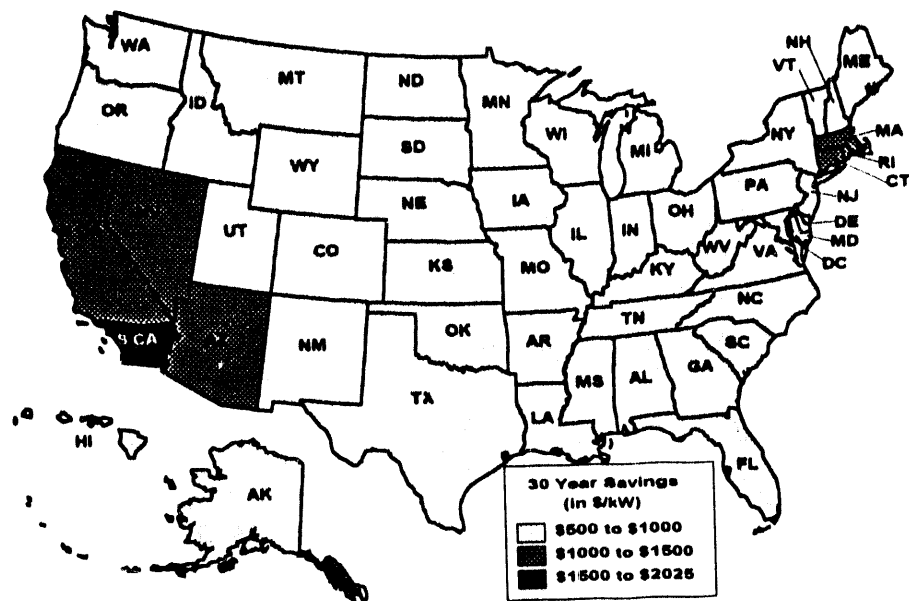 WA
MT
ND
MN
NH
VT
ME
OR
ID
WI
MI
NY
MA
RI
CT
WY
SD
PA
NJ
NE
IA
OH
DE
MD
DC
UT
CO
KS
MO
IL
IN
WV
VA
KY
NC
S CA
NM
OK
AR
TN
SC
TX
LA
MS
AL
GA
FL
HI
AK
30 Year Savings
(in $/kW)
$500 to $1000
$1000 to $1500
$1500 to $2025